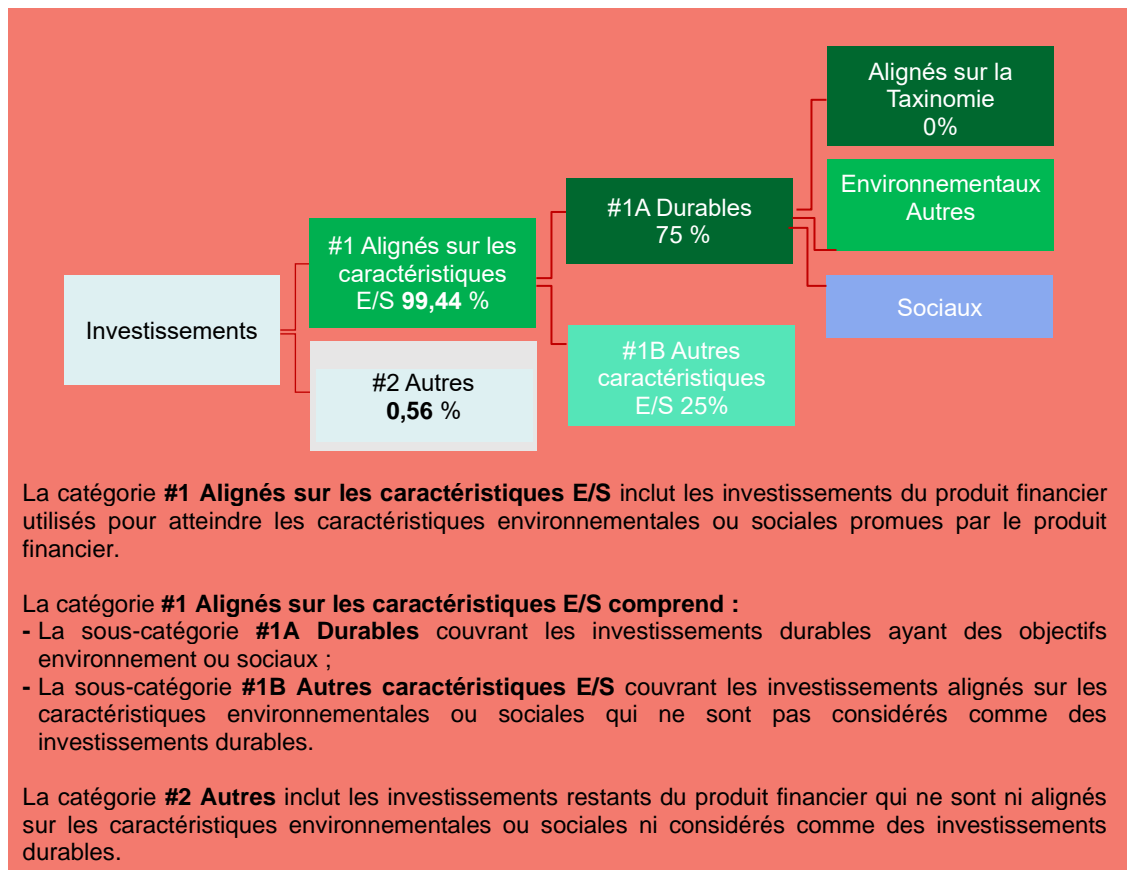 Investissements
#1 Alignés sur les
caractéristiques
E/S 99,44 %
#2 Autres
0,56 %
#1A Durables
75 %
#1B Autres
caractéristiques
E/S 25%
Alignés sur la
Taxinomie
0%
Environnementaux
Autres
Sociaux
La catégorie #1 Alignés sur les caractéristiques E/S inclut les investissements du produit financier
utilisés pour atteindre les caractéristiques environnementales ou sociales promues par le produit
financier.
La catégorie #1 Alignés sur les caractéristiques E/S comprend :
- La sous-catégorie #1A Durables couvrant les investissements durables ayant des objectifs
environnement ou sociaux ;
- La sous-catégorie #1B Autres caractéristiques E/S couvrant les investissements alignés sur les
caractéristiques environnementales ou sociales qui ne sont pas considérés comme des
investissements durables.
La catégorie #2 Autres inclut les investissements restants du produit financier qui ne sont ni alignés
sur les caractéristiques environnementales ou sociales ni considérés comme des investissements
durables.